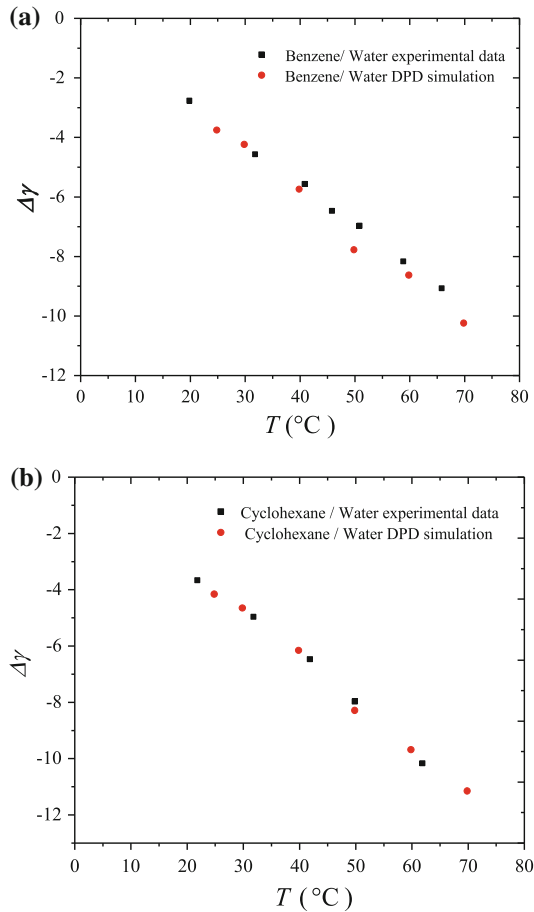 (a)
0
-2
-4
-6
-8
-10
-12
Δγ
Benzene/ Water experimental data
Benzene/ Water DPD simulation
0 10 20 30 40 50 60 70 80
T (°C )
(b)
0
-2
-4
-6
-8
-10
-12
Δγ
Cyclohexane / Water experimental data
Cyclohexane / Water DPD simulation
0 10 20 30 40 50 60 70 80
T (°C)